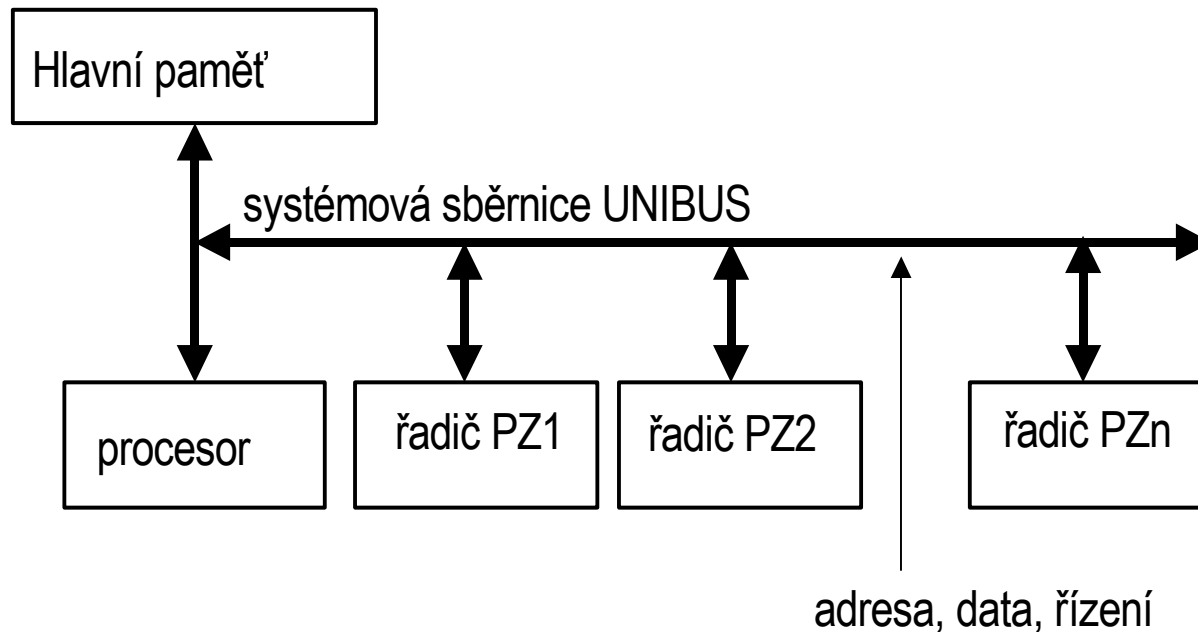 Hlavní paměť
systémová sběrnice UNIBUS
procesor
řadič PZ1
řadič PZ2
řadič PZn
adresa, data, řízení